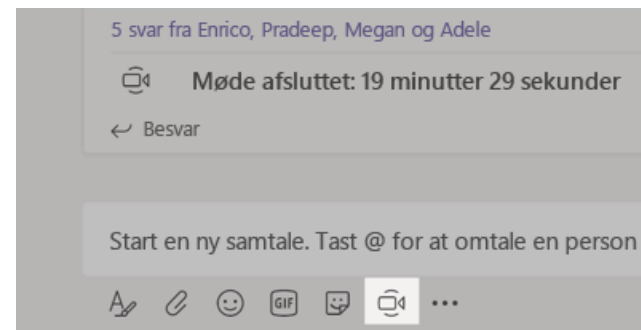 5 svar fra Enrico, Pradeep, Megan og Adele
Møde afsluttet: 19 minutter 29 sekunder
Besvar
Start en ny samtale. Tast @ for at omtale en person
GIF